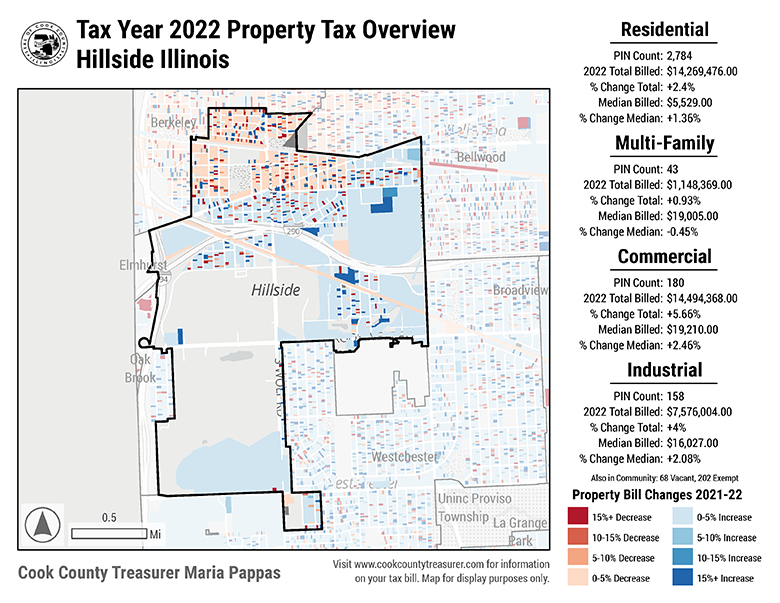 Tax Year 2022 Property Tax Overview
Hillside Illinois
Residential
PIN Count: 2,784
2022 Total Billed: $14,269,476.00
% Change Total: +2.4%
Median Billed: $5,529.00
% Change Median: +1.36%
Multi-Family
PIN Count: 43
2022 Total Billed: $1,148,369.00
% Change Total: +0.93%
Median Billed: $19,005.00
% Change Median: -0.45%
Commercial
PIN Count: 180
2022 Total Billed: $14,494,368.00
% Change Total: +5.66%
Median Billed: $19,210.00
% Change Median: +2.46%
Industrial
PIN Count: 158
2022 Total Billed: $7,576,004.00
% Change Total: +4%
Median Billed: $16,027.00
% Change Median: +2.08%
Also in Community: 68 Vacant, 202 Exempt
Property Bill Changes 2021-22
15%+ Decrease
10-15% Decrease
5-10% Decrease
0-5% Decrease
0-5% Increase
5-10% Increase
10-15% Increase
15%+ Increase
Berkeley
Bellwood
290
Elmhurst
Hillside
Broadview
Oak
Brook
Westchester
Uninc Proviso
Township
La Grange
Park
0.5
Mi
Cook County Treasurer Maria Pappas
Visit www.cookcountytreasurer.com for information
on your tax bill. Map for display purposes only.